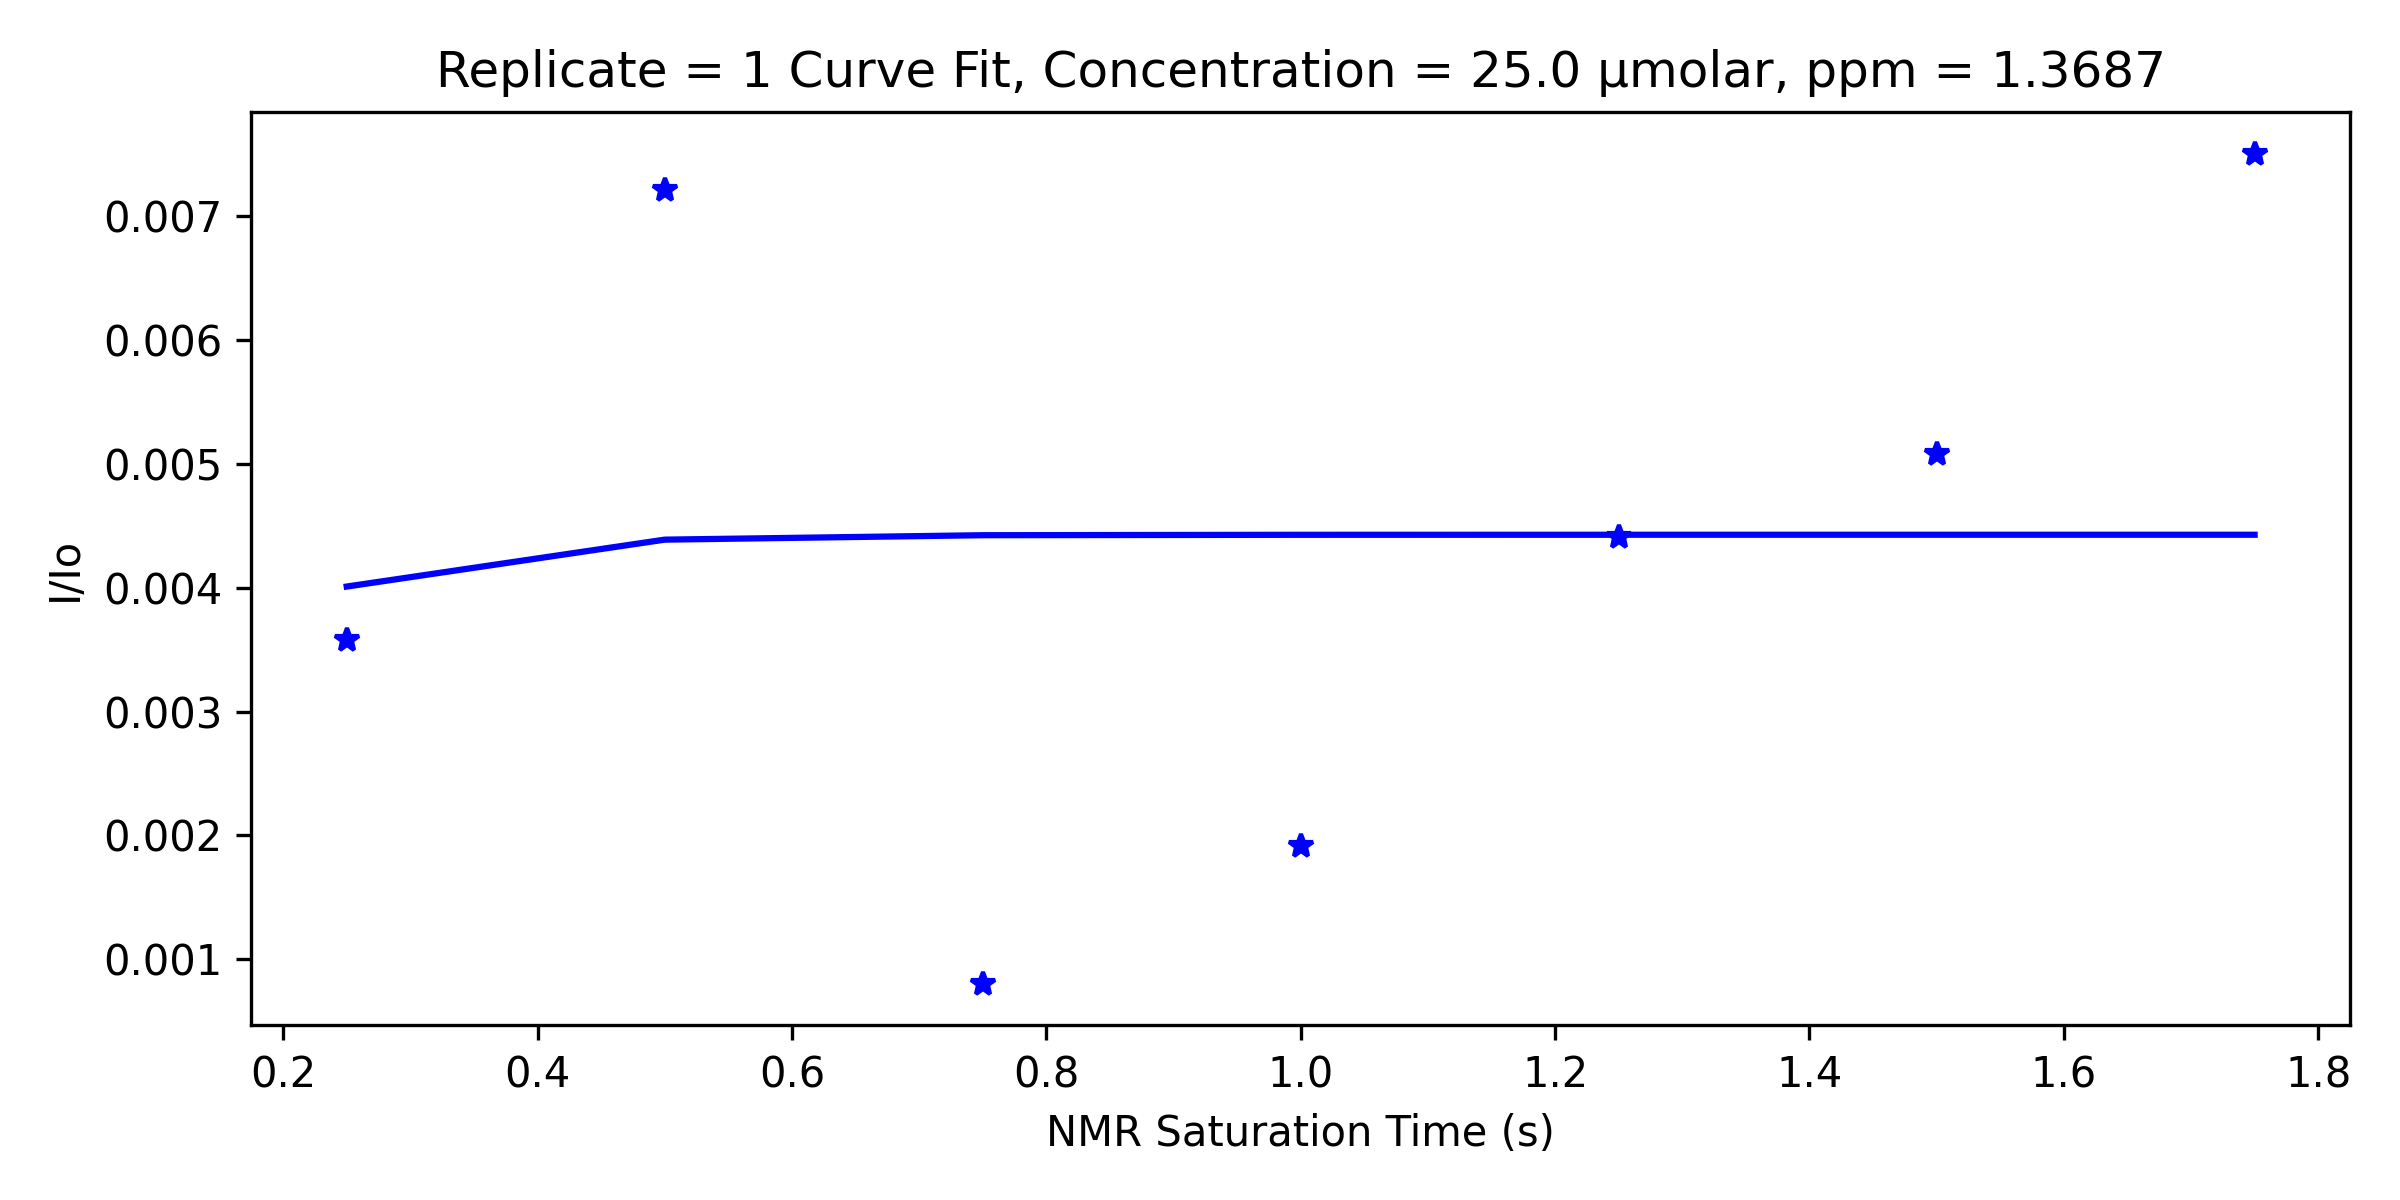 Replicate = 1 Curve Fit, Concentration = 25.0 μmolar, ppm = 1.3687
0.007
0.006
0.005
0.004
0.003
0.002
0.001
I/Io
0.2 0.4 0.6 0.8 1.0 1.2 1.4 1.6 1.8
NMR Saturation Time (s)